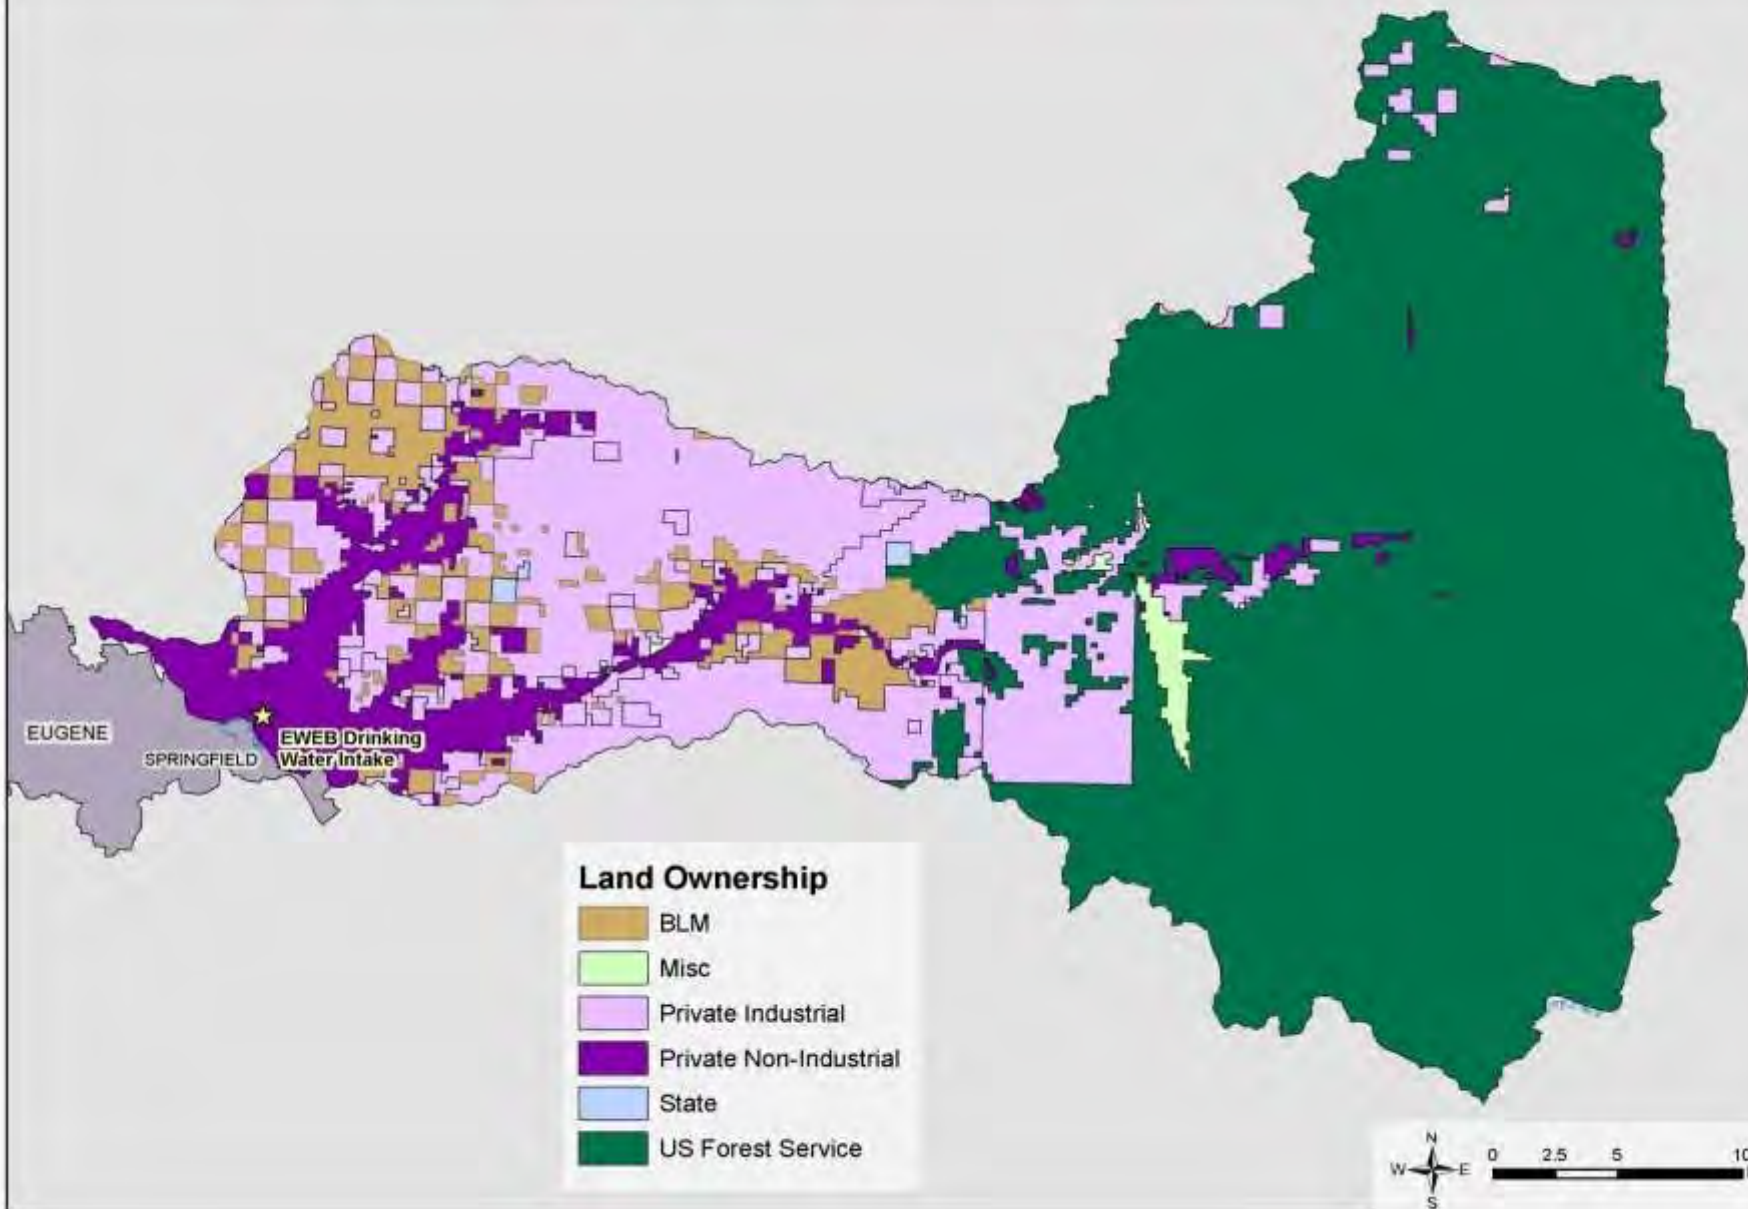 EUGENE
SPRINGFIELD
EWEB Drinking
Water Intake
Land Ownership
BLM
Misc
Private Industrial
Private Non-Industrial
State
US Forest Service
N
W E
S
0 2.5 5 10